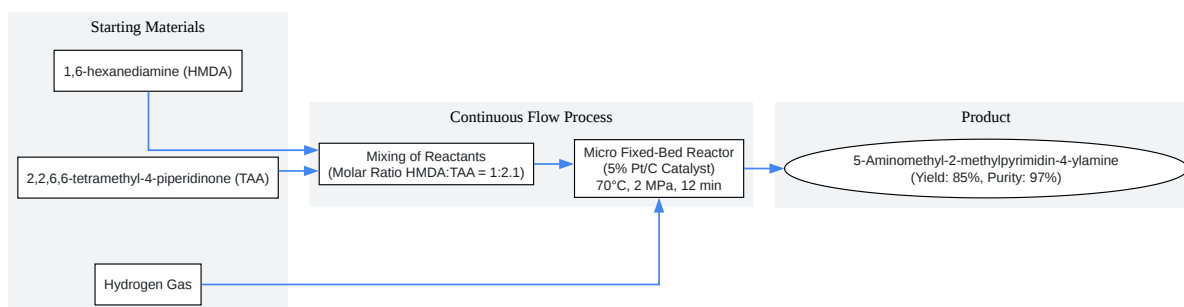 Starting Materials
1,6-hexanediamine (HMDA)
2,2,6,6-tetramethyl-4-piperidinone (TAA)
Hydrogen Gas
Continuous Flow Process
Mixing of Reactants
(Molar Ratio HMDA:TAA = 1:2.1)
Micro Fixed-Bed Reactor
(5% Pt/C Catalyst)
70°C, 2 MPa, 12 min
Product
5-Aminomethyl-2-methylpyrimidin-4-ylamine
(Yield: 85%, Purity: 97%)